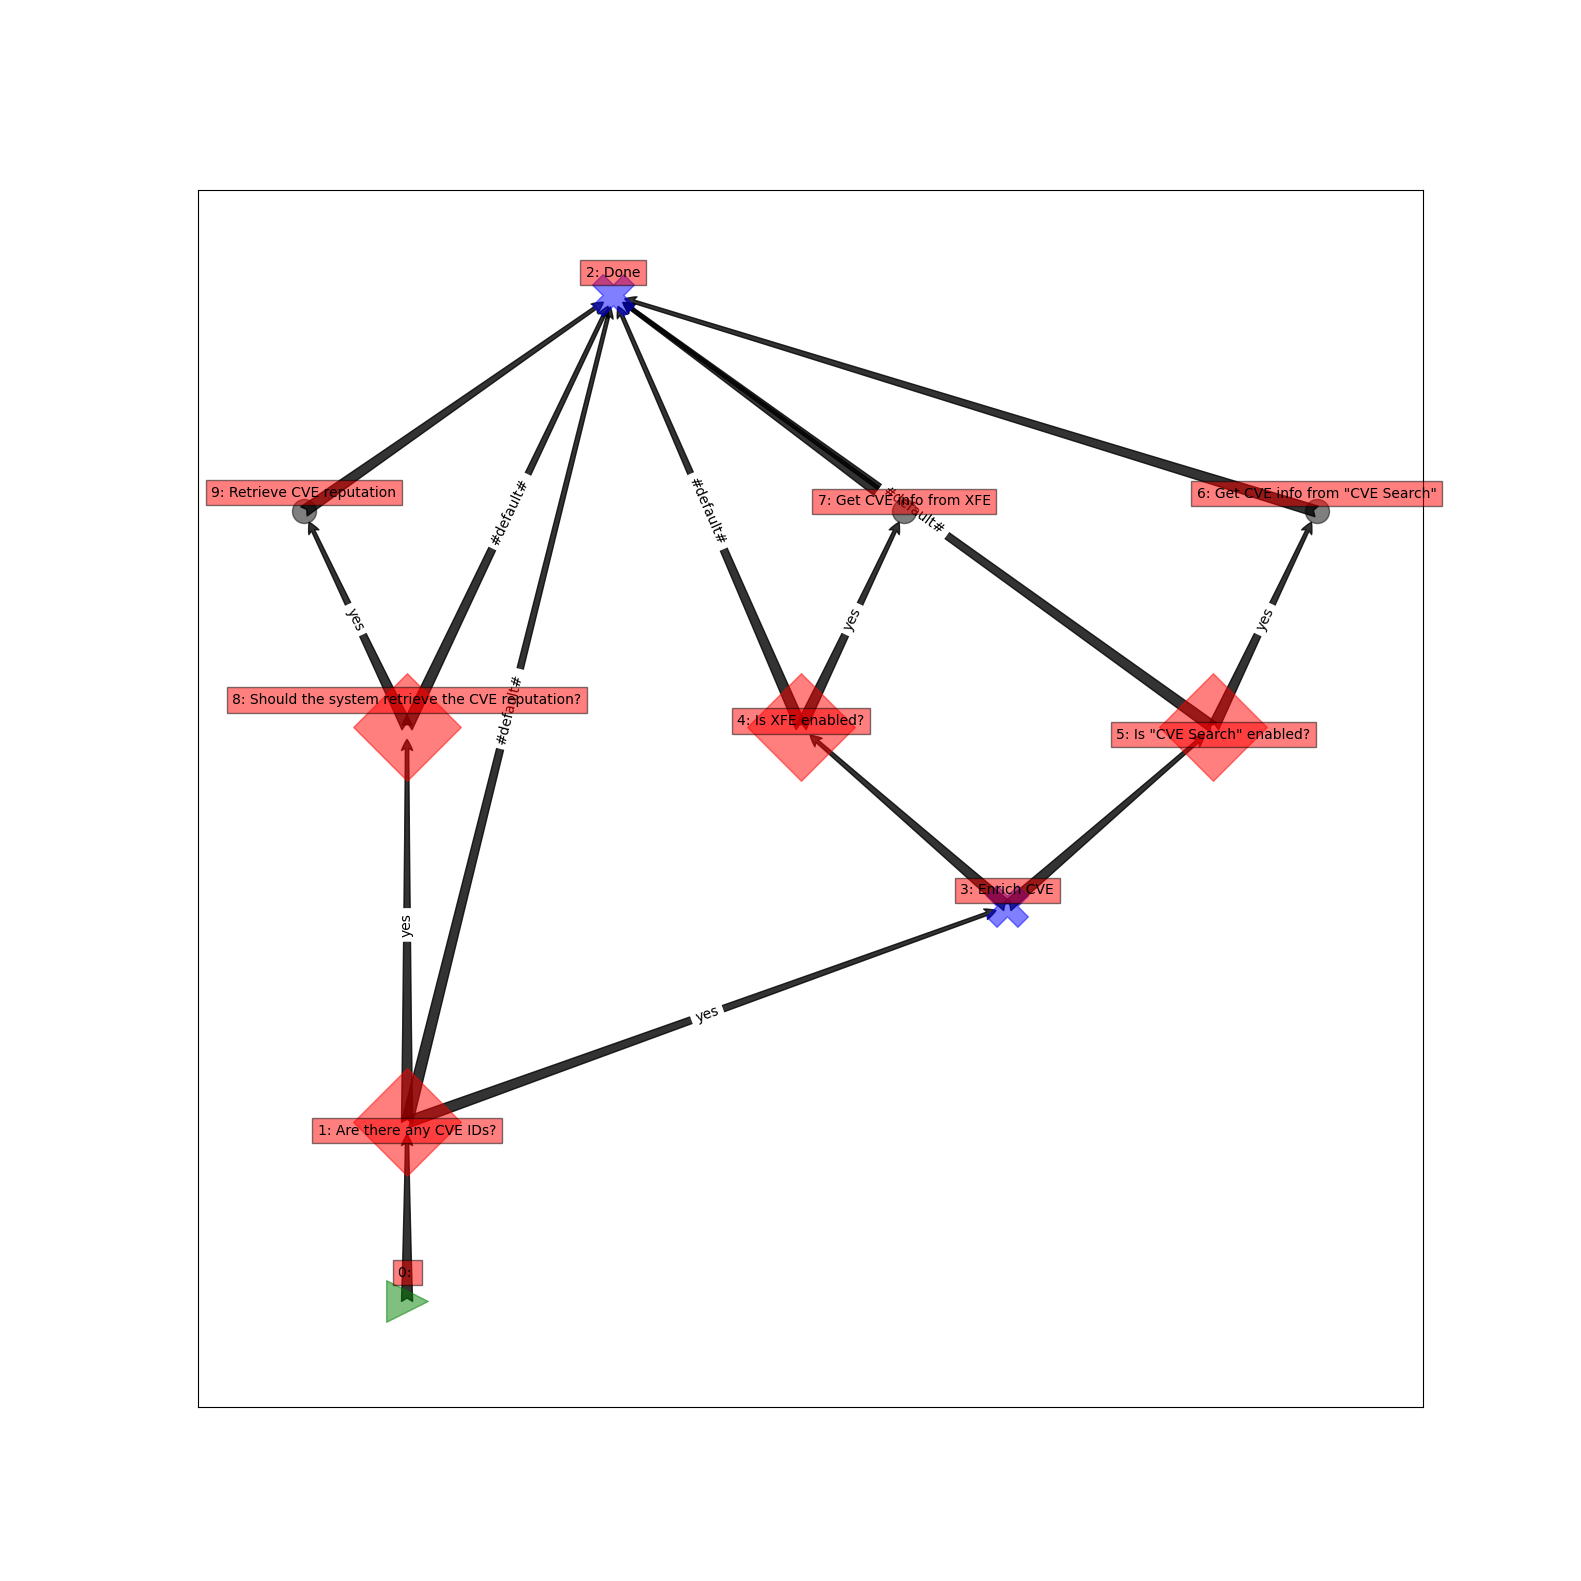 2: Done
9: Retrieve CVE reputation
#default#
#default#
7: Get CVE info from XFE
#default#
6: Get CVE info from "CVE Search"
yes
yes
yes
8: Should the system retrieve the CVE reputation?
#default#
4: Is XFE enabled?
5: Is "CVE Search" enabled?
3: Enrich CVE
yes
yes
1: Are there any CVE IDs?
0: